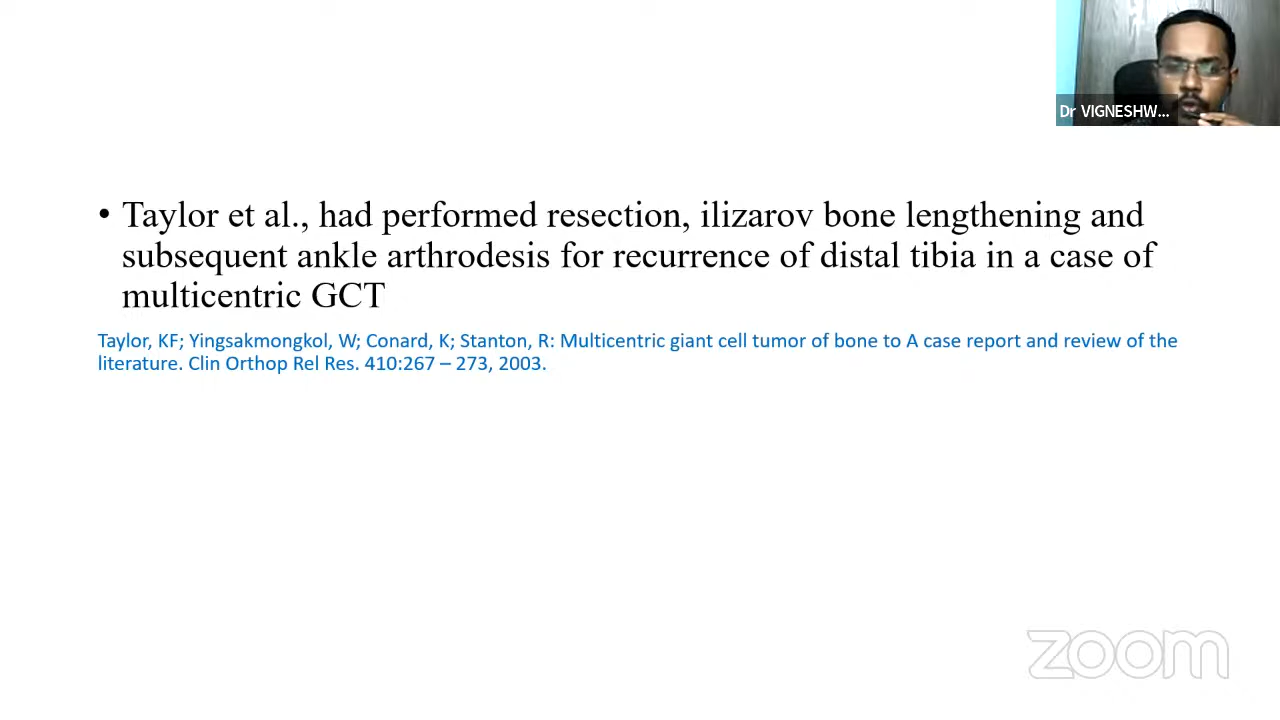 Dr VIGNESHW...
• Taylor et al., had performed resection, ilizarov bone lengthening and
subsequent ankle arthrodesis for recurrence of distal tibia in a case of
multicentric GCT
Taylor, KF; Yingsakmongkol, W; Conard, K; Stanton, R: Multicentric giant cell tumor of bone to A case report and review of the
literature. Clin Orthop Rel Res. 410:267 – 273, 2003.
zoom